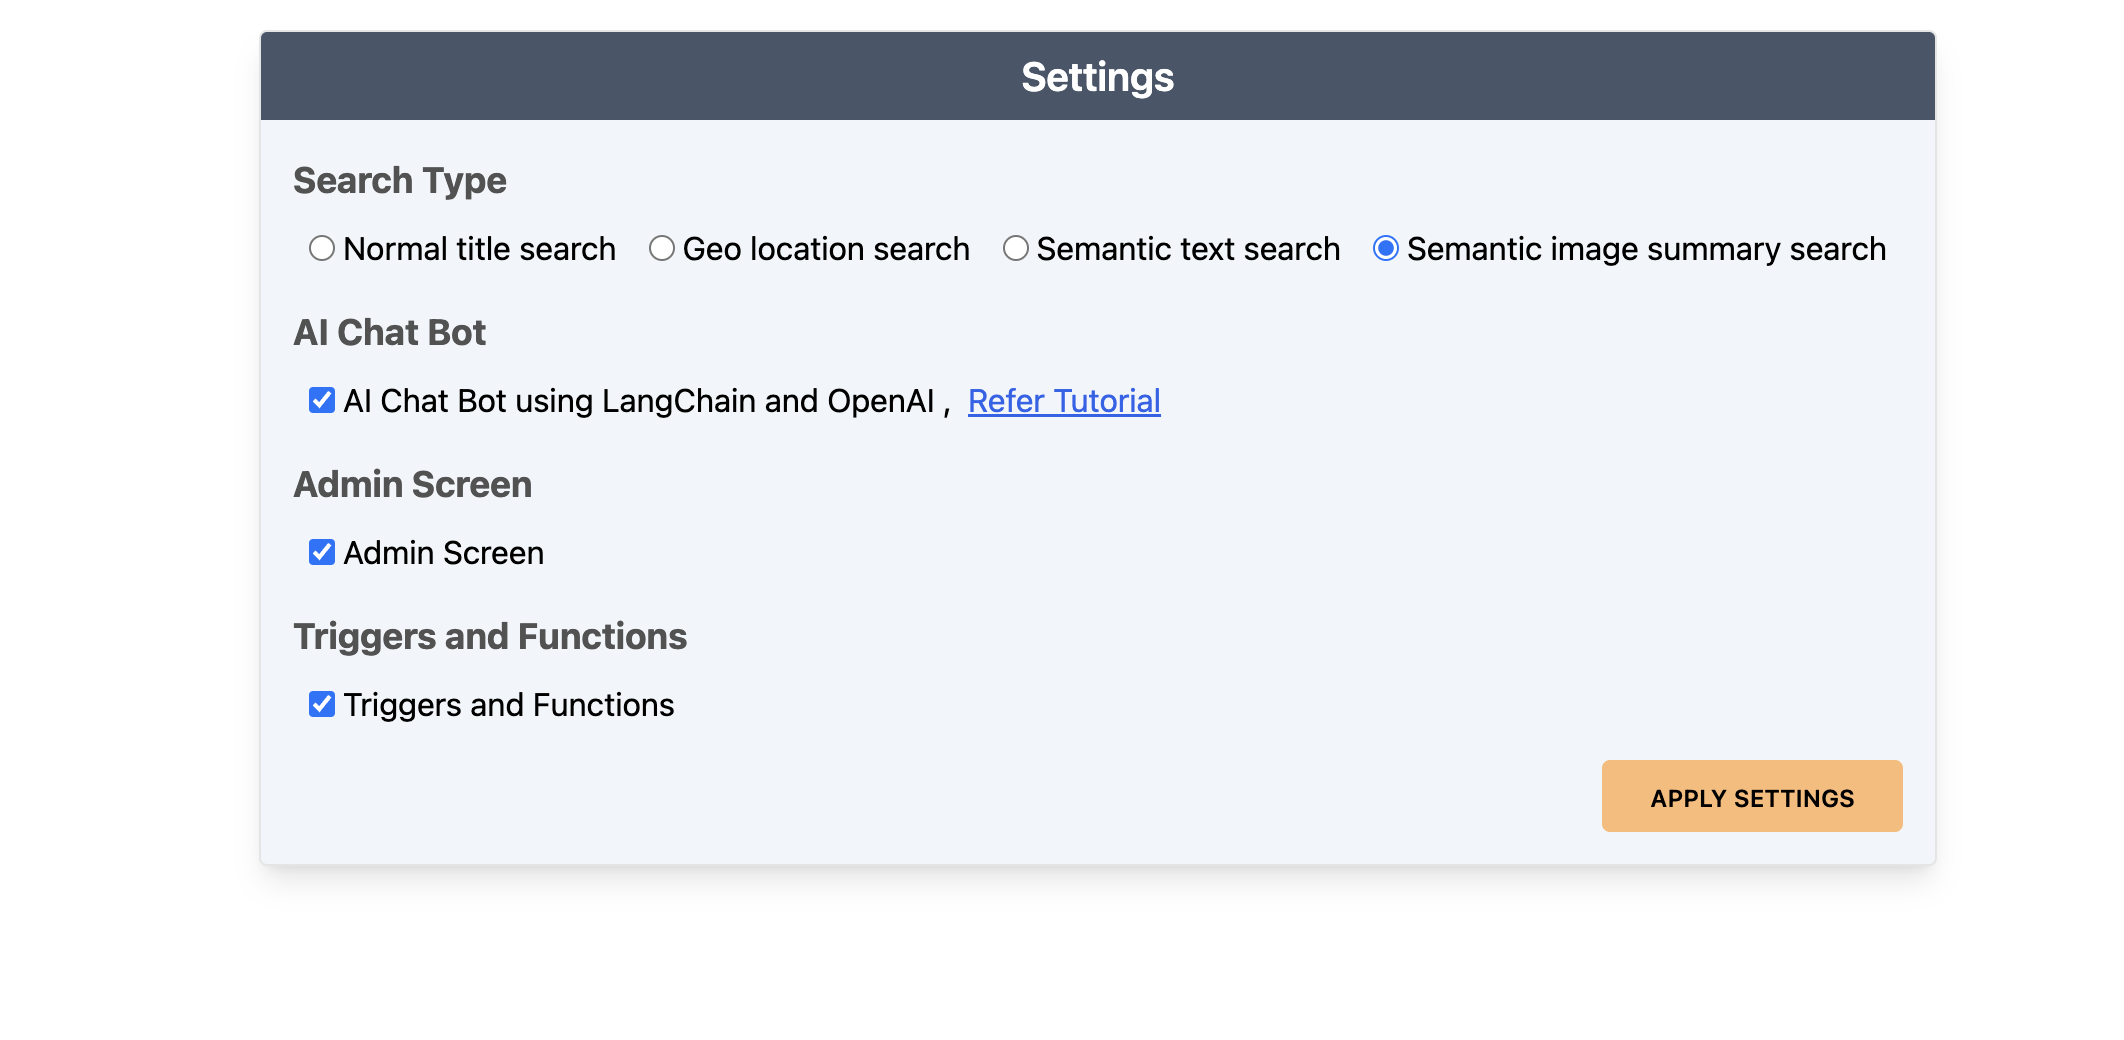 Settings
Search Type
Normal title search Geo location search Semantic text search Semantic image summary search
AI Chat Bot
AI Chat Bot using LangChain and OpenAI , Refer Tutorial
Admin Screen
Admin Screen
Triggers and Functions
Triggers and Functions
APPLY SETTINGS